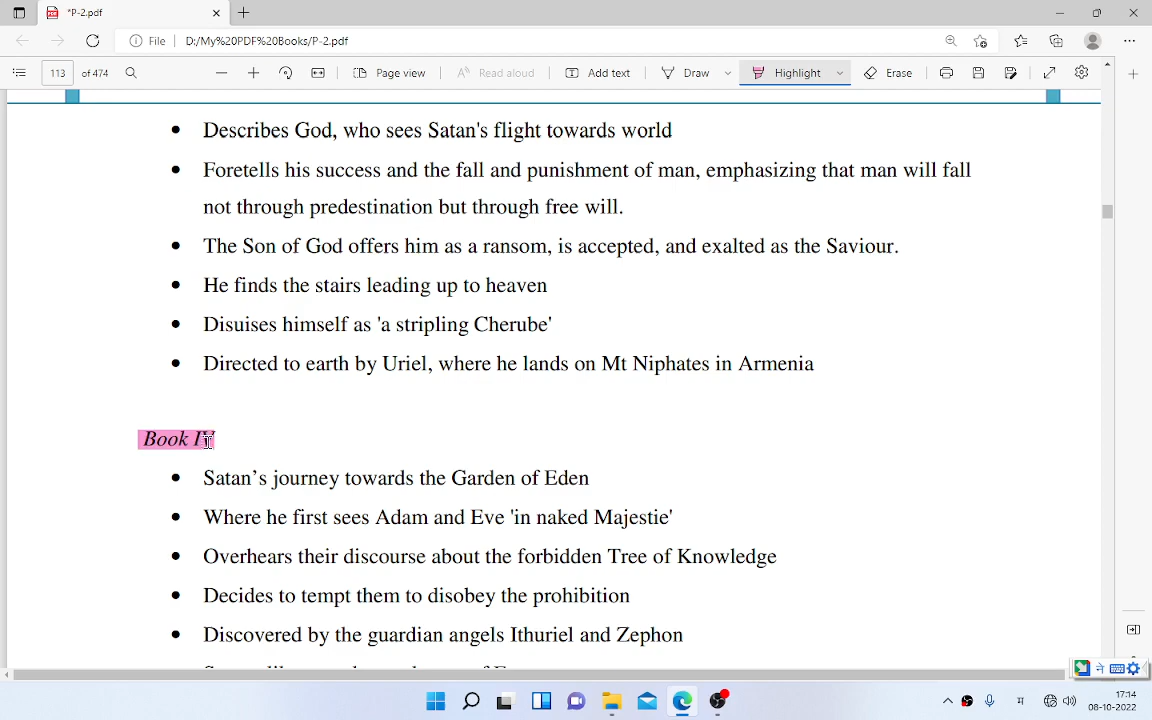 *P-2.pdf
File D:/My%20PDF%20Books/P-2.pdf
113 of 474 Page view Read aloud Add text Draw Highlight Erase
• Describes God, who sees Satan's flight towards world
• Foretells his success and the fall and punishment of man, emphasizing that man will fall
not through predestination but through free will.
• The Son of God offers him as a ransom, is accepted, and exalted as the Saviour.
• He finds the stairs leading up to heaven
• Disuises himself as 'a stripling Cherube'
• Directed to earth by Uriel, where he lands on Mt Niphates in Armenia
Book IV
• Satan’s journey towards the Garden of Eden
• Where he first sees Adam and Eve 'in naked Majestie'
• Overhears their discourse about the forbidden Tree of Knowledge
• Decides to tempt them to disobey the prohibition
• Discovered by the guardian angels Ithuriel and Zephon
17:14
08-10-2022